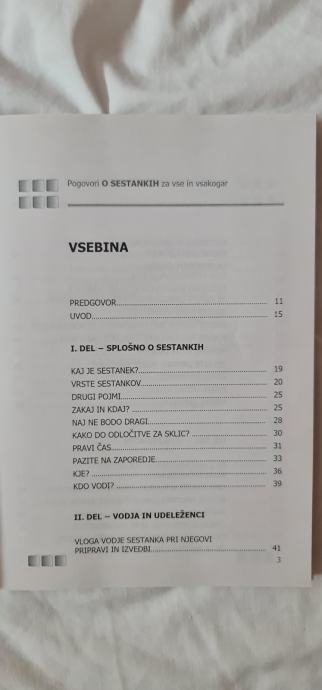 Pogovori O SESTANKIH za vse in vsakogar
VSEBINA
PREDGOVOR 11
UVOD 15
I. DEL – SPLOŠNO O SESTANKIH
KAJ JE SESTANEK? 19
VRSTE SESTANKOV 20
DRUGI POJMI 25
ZAKAJ IN KDAJ? 25
NAJ NE BODO DRAGI 28
KAKO DO ODLOČITVE ZA SKLIC? 30
PRAVI ČAS 31
PAZITE NA ZAPOREDJE 33
KJE? 36
KDO VODI? 39
II. DEL – VODJA IN UDELEŽENCI
VLOGA VODJE SESTANKA PRI NJEGOVI
PRIPRAVI IN IZVEDBI 41
3